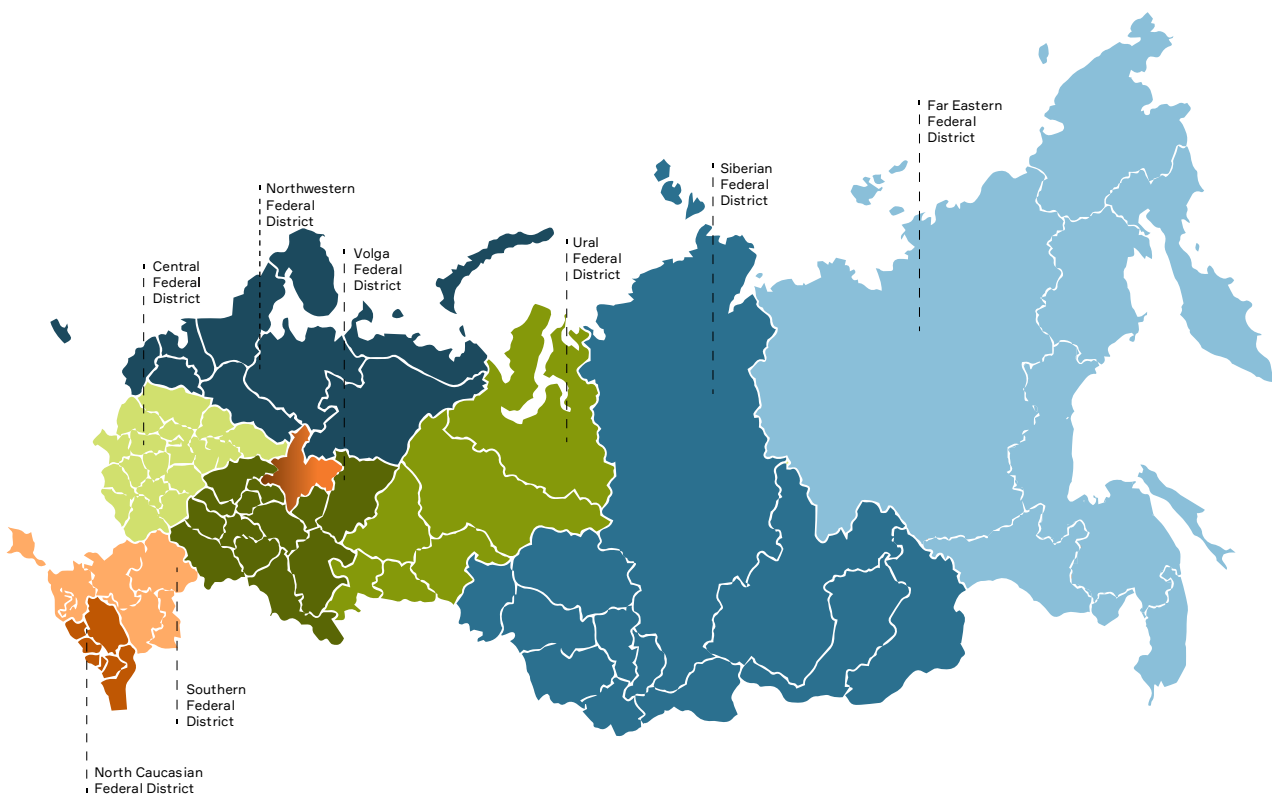 Far Eastern
Federal
District
Siberian
Federal
District
Northwestern
Federal
District
Ural
Federal
District
Volga
Federal
District
Central
Federal
District
Southern
Federal
District
North Caucasian
Federal District